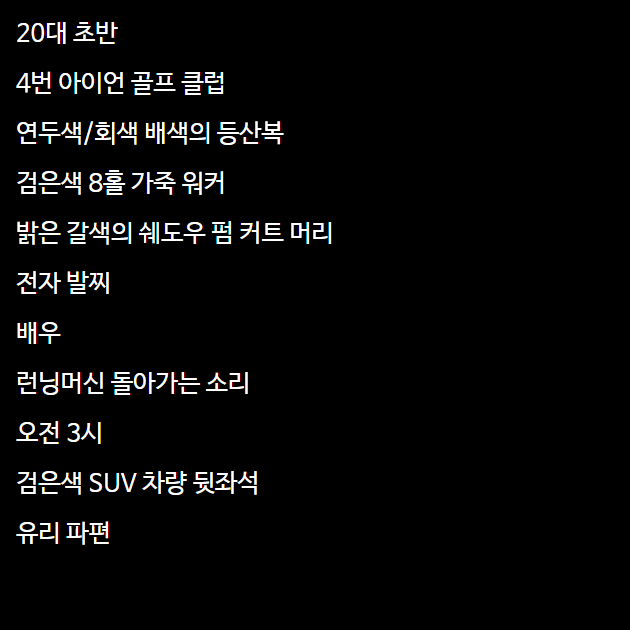 20대 초반
4번 아이언 골프 클럽
연두색/회색 배색의 등산복
검은색 8홀 가죽 워커
밝은 갈색의 쉐도우 펌 커트 머리
전자 발찌
배우
런닝머신 돌아가는 소리
오전 3시
검은색 SUV 차량 뒷좌석
유리 파편